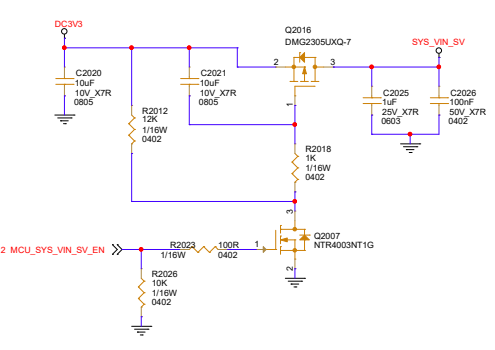 DC3V3
Q2016
DMG2305UXQ-7
SYS_VIN_SV
2
3
1
C2020
10uF
10V_X7R
0805
C2021
10uF
10V_X7R
0805
C2025
1uF
25V_X7R
0603
C2026
100nF
50V_X7R
0402
R2012
12K
1/16W
0402
R2018
1K
1/16W
0402
3
Q2007
NTR4003NT1G
1
2
2 MCU_SYS_VIN_SV_EN
R2023 100R
1/16W 0402
R2026
10K
1/16W
0402